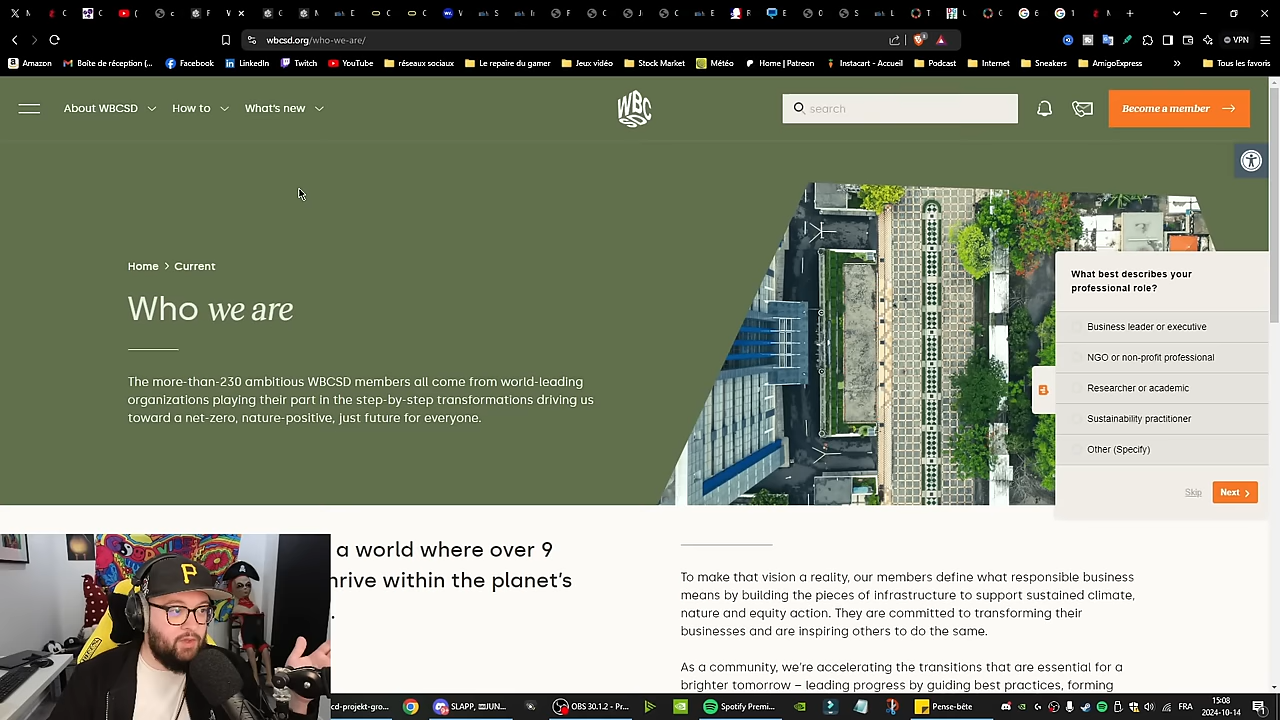 wbcsd.org/who-we-are/
VPN
Amazon
Boîte de réception (...
Facebook
LinkedIn
Twitch
YouTube
réseaux sociaux
Le repaire du gamer
Jeux vidéo
Stock Market
Météo
Home | Patreon
Instacart - Accueil
Podcast
Internet
Sneakers
AmigoExpress
Tous les favoris
About WBCSD
How to
What's new
WBC
search
Become a member
Home > Current
Who we are
The more-than-230 ambitious WBCSD members all come from world-leading
organizations playing their part in the step-by-step transformations driving us
toward a net-zero, nature-positive, just future for everyone.
What best describes your
professional role?
Business leader or executive
NGO or non-profit professional
Researcher or academic
Sustainability practitioner
Other (Specify)
Skip
Next
a world where over 9
hrive within the planet's
.
To make that vision a reality, our members define what responsible business
means by building the pieces of infrastructure to support sustained climate,
nature and equity action. They are committed to transforming their
businesses and are inspiring others to do the same.
As a community, we're accelerating the transitions that are essential for a
brighter tomorrow – leading progress by guiding best practices, forming
P
cd-projekt-gro...
SLAPP, ...
OBS 30.1.2 - Pr...
Spotify Premi...
Pense-bête
FRA
15:08
2024-10-14